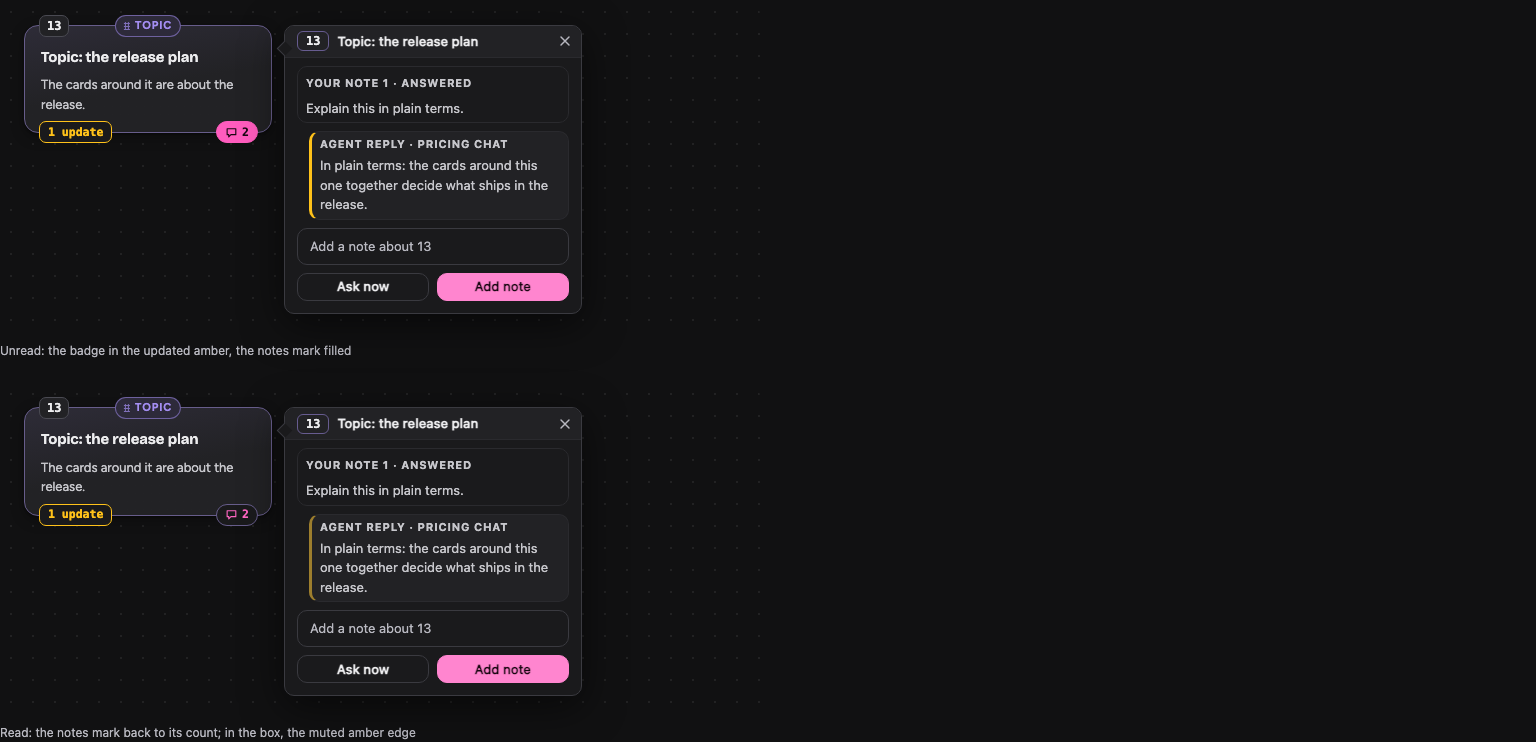 13
TOPIC
Topic: the release plan
The cards around it are about the
release.
1 update
2
13
Topic: the release plan
YOUR NOTE 1 · ANSWERED
Explain this in plain terms.
AGENT REPLY · PRICING CHAT
In plain terms: the cards around this
one together decide what ships in the
release.
Add a note about 13
Ask now
Add note
Unread: the badge in the updated amber, the notes mark filled
13
TOPIC
Topic: the release plan
The cards around it are about the
release.
1 update
2
13
Topic: the release plan
YOUR NOTE 1 · ANSWERED
Explain this in plain terms.
AGENT REPLY · PRICING CHAT
In plain terms: the cards around this
one together decide what ships in the
release.
Add a note about 13
Ask now
Add note
Read: the notes mark back to its count; in the box, the muted amber edge